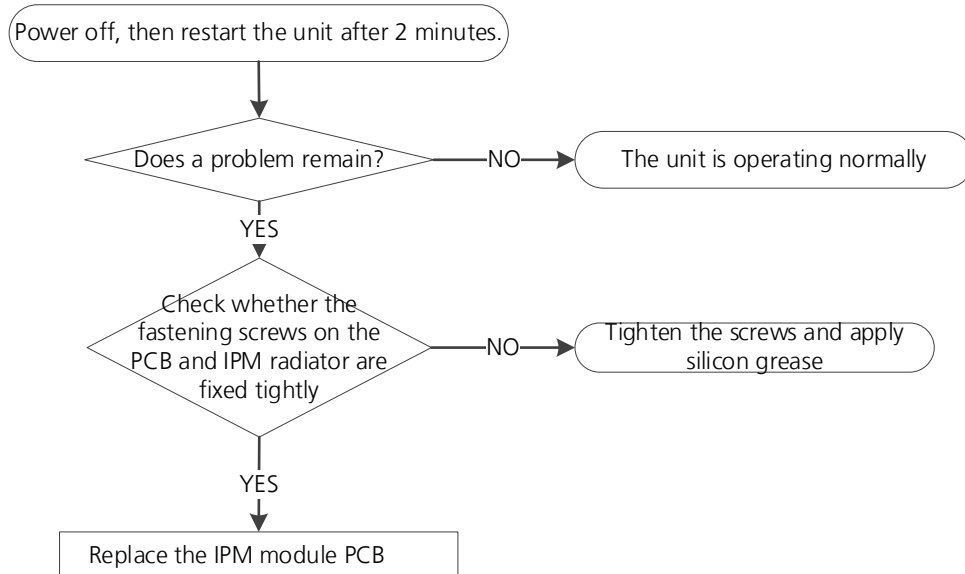 Power off, then restart the unit after 2 minutes.
Does a problem remain?
NO
The unit is operating normally
YES
Check whether the
fastening screws on the
PCB and IPM radiator are
fixed tightly
NO
Tighten the screws and apply
silicon grease
YES
Replace the IPM module PCB